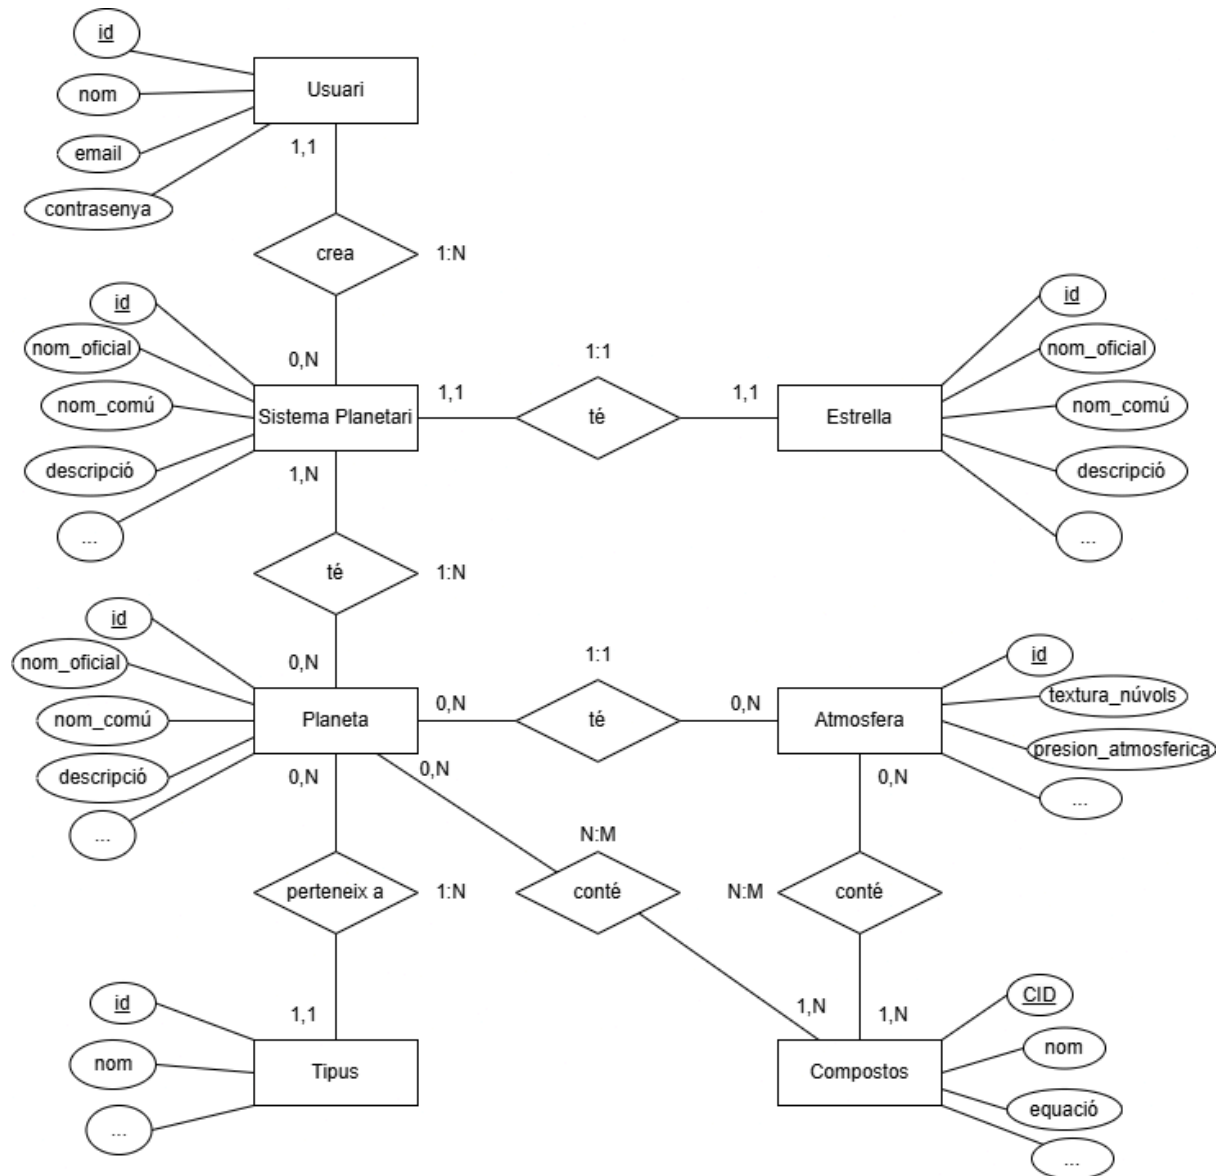 id
Usuari
nom
email
contrasenya
1,1
crea
1:N
0,N
id
nom_oficial
nom_comú
descripció
...
Sistema Planetari
1,1
1:1
té
1,1
Estrella
id
nom_oficial
nom_comú
descripció
...
1,N
té
1:N
0,N
id
nom_oficial
nom_comú
descripció
...
Planeta
0,N
1:1
té
0,N
Atmosfera
id
textura_núvols
presion_atmosferica
...
0,N
0,N
0,N
perteneix a
1:N
N:M
conté
N:M
conté
1,1
1,N
1,N
id
nom
...
Tipus
Compostos
CID
nom
equació
...